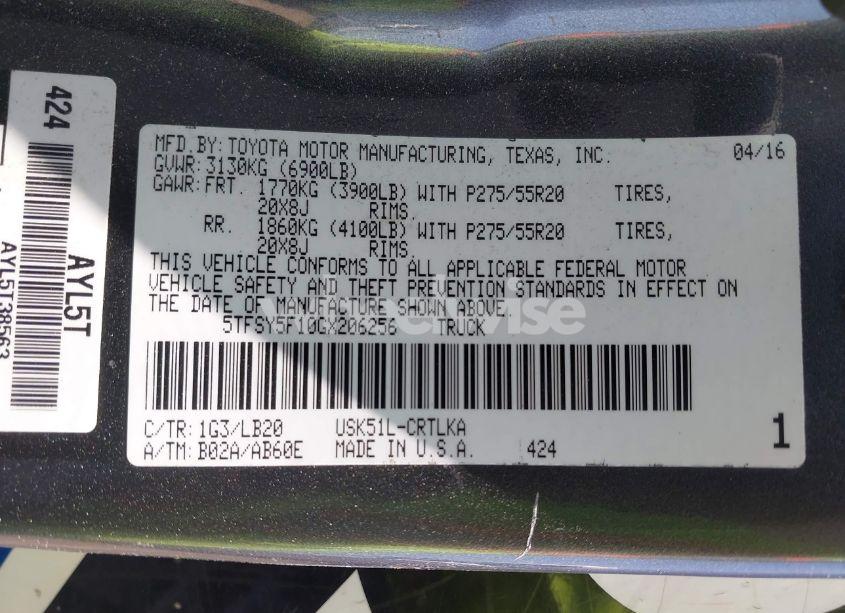 424
AYL5T
AYL5T38563
MFD.BY: TOYOTA MOTOR MANUFACTURING, TEXAS, INC. 04/16
GVWR: 3130KG (6900LB)
GAWR: FRT. 1770KG (3900LB) WITH P275/55R20 TIRES,
20X8J RIMS.
RR. 1860KG (4100LB) WITH P275/55R20 TIRES,
20X8J RIMS.
THIS VEHICLE CONFORMS TO ALL APPLICABLE FEDERAL MOTOR
VEHICLE SAFETY AND THEFT PREVENTION STANDARDS IN EFFECT ON
THE DATE OF MANUFACTURE SHOWN ABOVE.
5TFSY5F10GX206256 TRUCK
C/TR: 1G3/LB20 USK51L-CRTLKA
A/TM: B02A/AB60E MADE IN U.S.A. 424
1